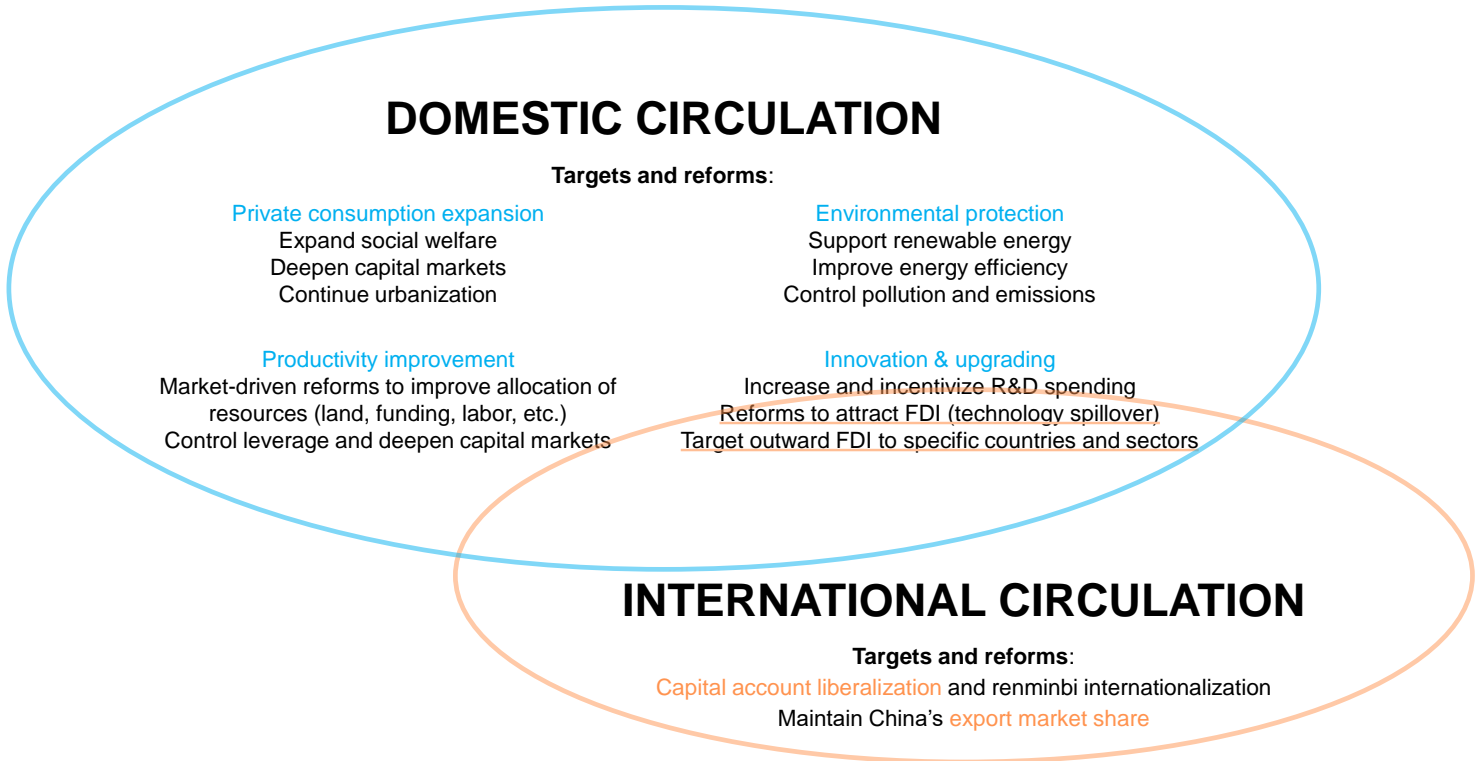 DOMESTIC CIRCULATION
Targets and reforms:
Private consumption expansion
Expand social welfare
Deepen capital markets
Continue urbanization
Environmental protection
Support renewable energy
Improve energy efficiency
Control pollution and emissions
Productivity improvement
Market-driven reforms to improve allocation of
resources (land, funding, labor, etc.)
Control leverage and deepen capital markets
Innovation & upgrading
Increase and incentivize R&D spending
Reforms to attract FDI (technology spillover)
Target outward FDI to specific countries and sectors
INTERNATIONAL CIRCULATION
Targets and reforms:
Capital account liberalization and renminbi internationalization
Maintain China's export market share